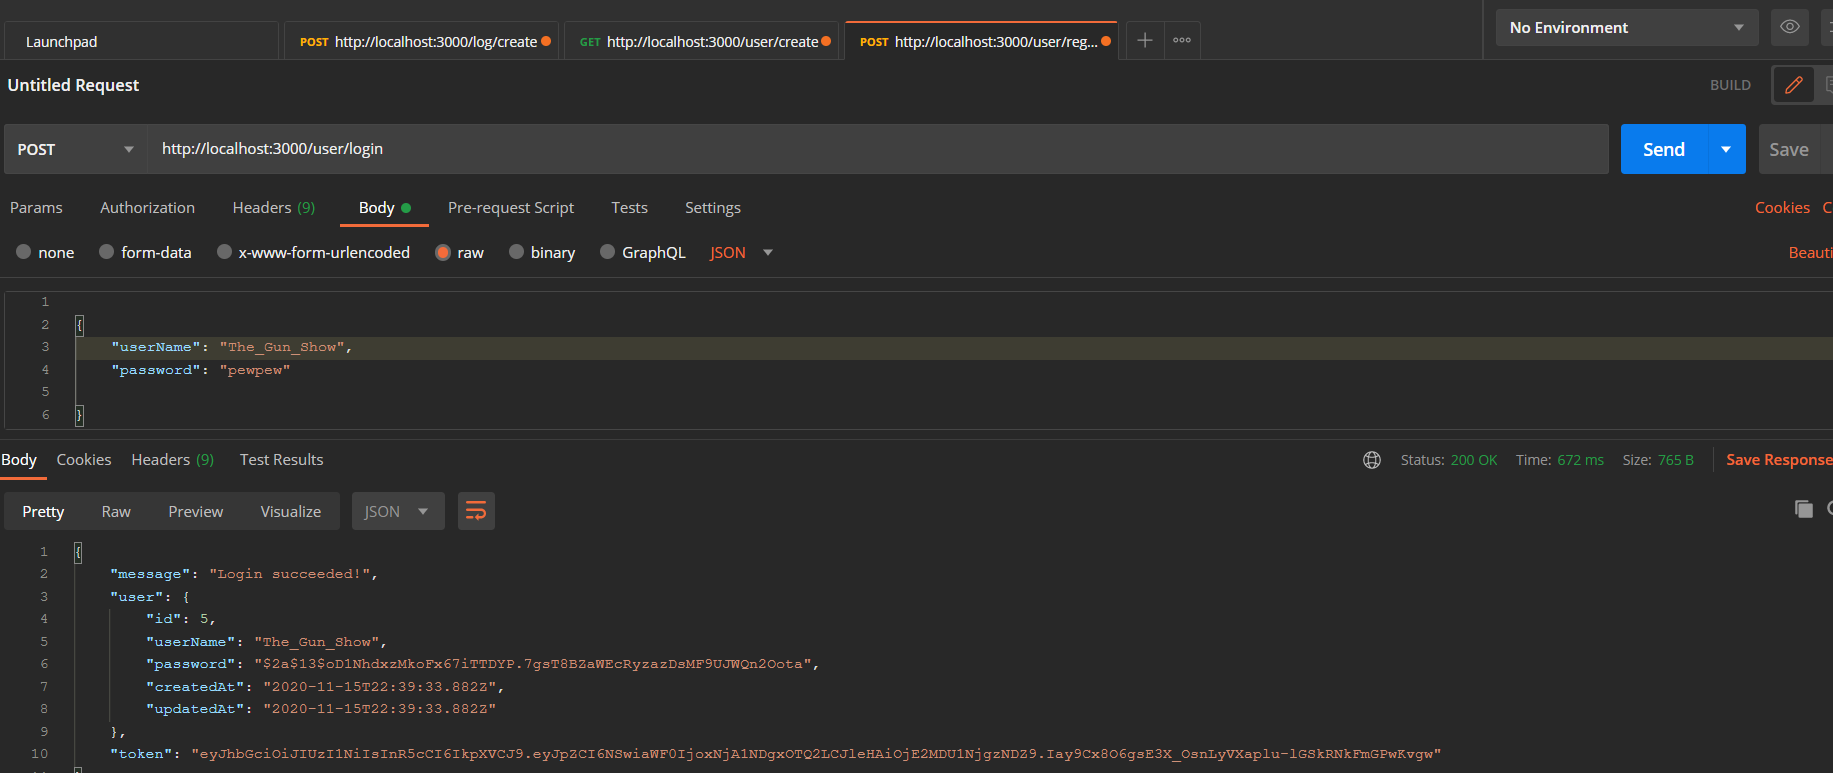 Launchpad
POST http://localhost:3000/log/create
GET http://localhost:3000/user/create
POST http://localhost:3000/user/reg...
No Environment
Untitled Request
BUILD
POST
http://localhost:3000/user/login
Send
Save
Params
Authorization
Headers (9)
Body
Pre-request Script
Tests
Settings
Cookies
C
none
form-data
x-www-form-urlencoded
raw
binary
GraphQL
JSON
Beauti
1
2 {
3 "userName": "The_Gun_Show",
4 "password": "pewpew"
5
6 }
Body
Cookies
Headers (9)
Test Results
Status: 200 OK
Time: 672 ms
Size: 765 B
Save Response
Pretty
Raw
Preview
Visualize
JSON
1 {
2 "message": "Login succeeded!",
3 "user": {
4 "id": 5,
5 "userName": "The_Gun_Show",
6 "password": "$2a$13$oD1NhdxzMkoFx67iTTDYP.7gsT8BZaWEcRyzazDsMF9UJWQn2Oota",
7 "createdAt": "2020-11-15T22:39:33.882Z",
8 "updatedAt": "2020-11-15T22:39:33.882Z"
9 },
10 "token": "eyJhbGciOiJIUzI1NiIsInR5cCI6IkpXVCJ9.eyJpZCI6NSwiaWF0IjoxNjA1NDgxOTQ2LCJleHAiOjE2MDU1NjgzNDZ9.Iay9Cx8O6gsE3X_OsnLyVXaplu-lGSkRNkFmGPwKvgw"